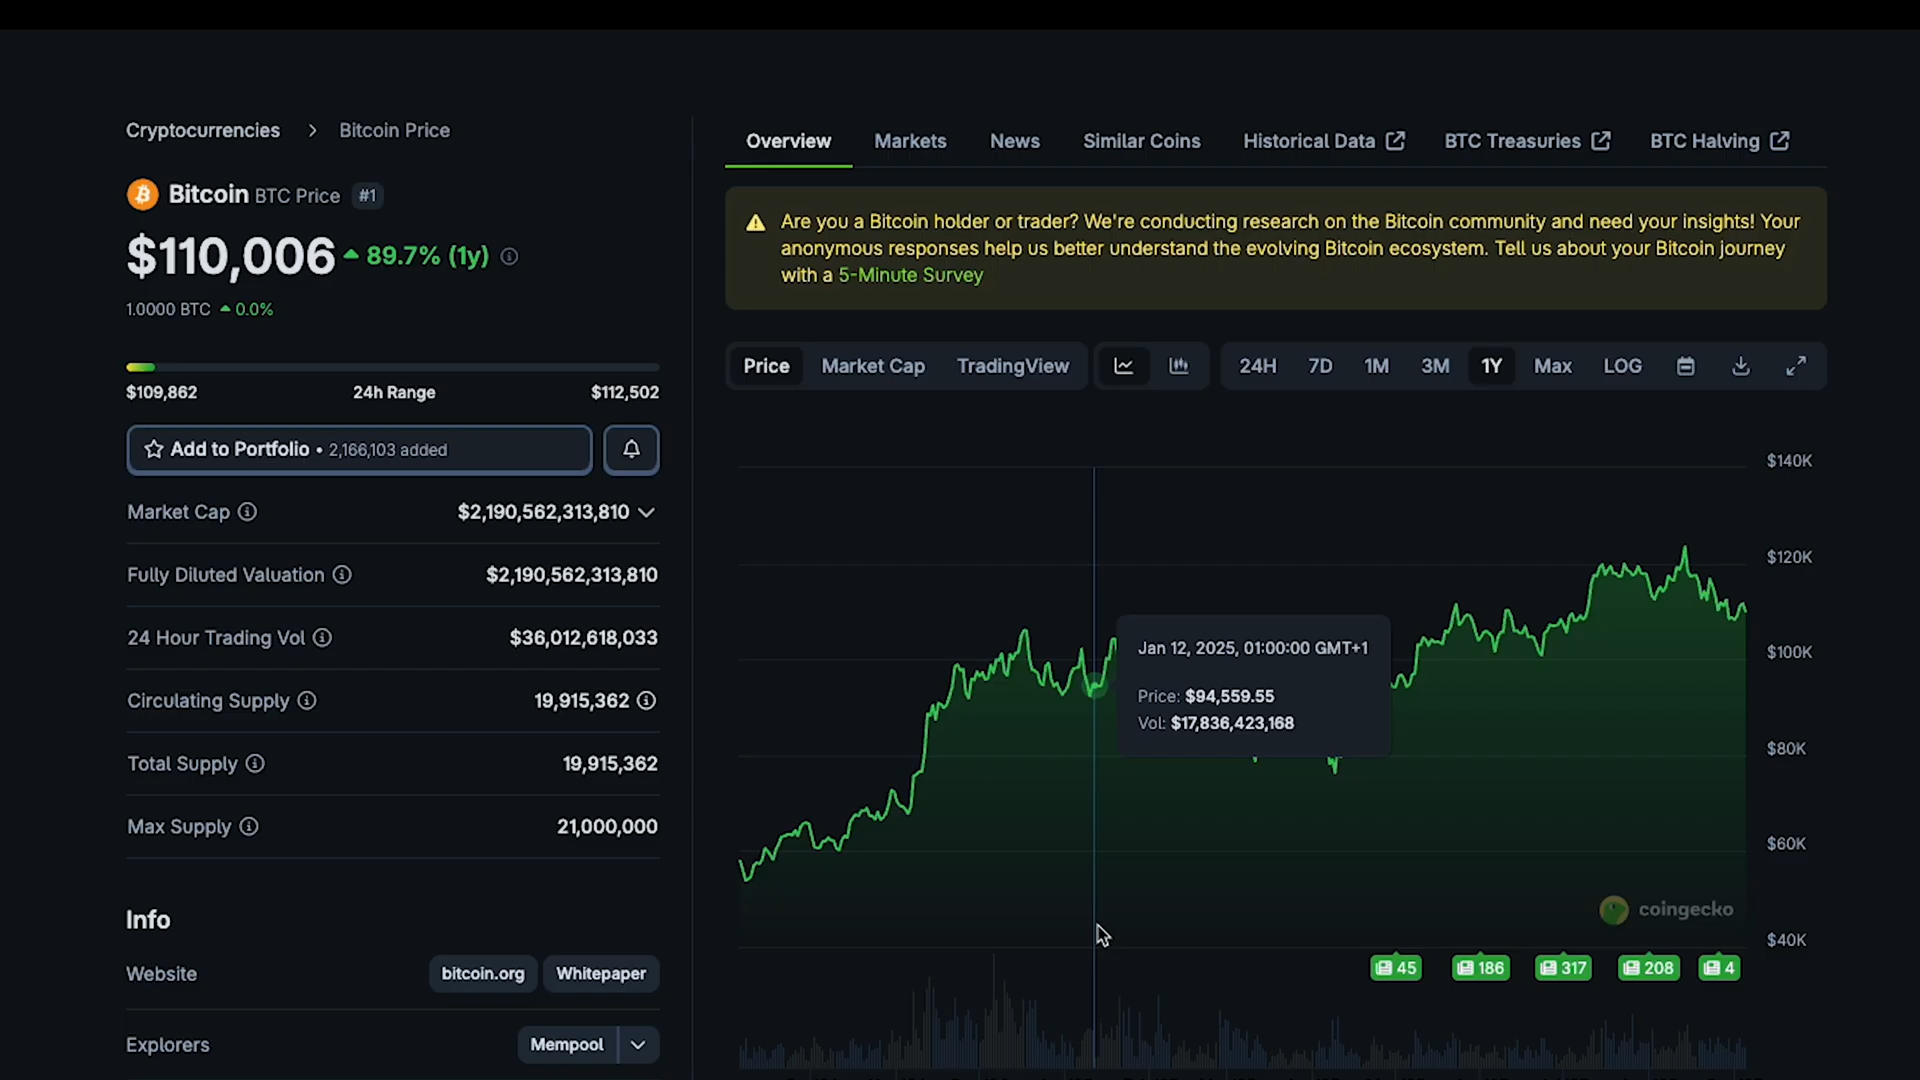 Cryptocurrencies > Bitcoin Price
Bitcoin BTC Price #1
$110,006 89.7% (1y)
1.0000 BTC 0.0%
$109,862 24h Range $112,502
Add to Portfolio • 2,166,103 added
Market Cap $2,190,562,313,810
Fully Diluted Valuation $2,190,562,313,810
24 Hour Trading Vol $36,012,618,033
Circulating Supply 19,915,362
Total Supply 19,915,362
Max Supply 21,000,000
Info
Website bitcoin.org Whitepaper
Explorers Mempool
Overview Markets News Similar Coins Historical Data BTC Treasuries BTC Halving
Are you a Bitcoin holder or trader? We're conducting research on the Bitcoin community and need your insights! Your
anonymous responses help us better understand the evolving Bitcoin ecosystem. Tell us about your Bitcoin journey
with a 5-Minute Survey
Price Market Cap TradingView 24H 7D 1M 3M 1Y Max LOG
$140K
$120K
$100K
$80K
$60K
$40K
Jan 12, 2025, 01:00:00 GMT+1
Price: $94,559.55
Vol: $17,836,423,168
coingecko
45 186 317 208 4